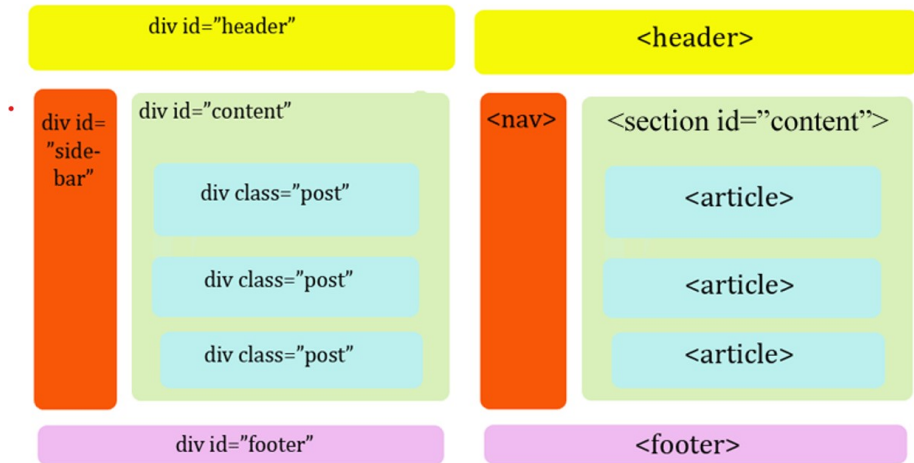 div id=”header”
div id=
”side-
bar”
div id=”content”
div class=”post”
div class=”post”
div class=”post”
div id=”footer”
<header>
<nav>
<section id=”content”>
<article>
<article>
<article>
<footer>